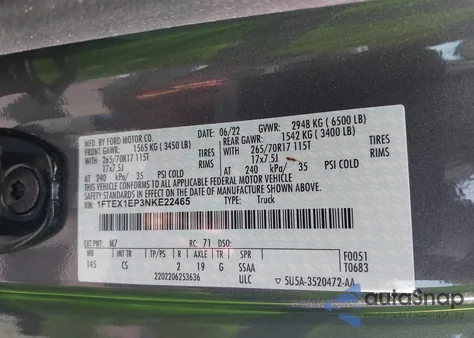 MFD. BY FORD MOTOR CO.
DATE: 06/22 GVWR: 2948 KG ( 6500 LB)
FRONT GAWR: 1565 KG ( 3450 LB) REAR GAWR: 1542 KG ( 3400 LB)
WITH 265/70R17 115T TIRES WITH 265/70R17 115T TIRES
17x7.5J RIMS 17x7.5J RIMS
AT 240 kPa/ 35 PSI COLD AT 240 kPa/ 35 PSI COLD
THIS VEHICLE CONFORMS TO ALL APPLICABLE FEDERAL MOTOR VEHICLE
SAFETY STANDARDS IN EFFECT ON THE DATE OF MANUFACTURE SHOWN ABOVE.
VIN: 1FTEX1EP3NKE22465 TYPE: Truck
EXT PNT: M7 RC: 71 DSO: F0051
WB INT TR TP/PS R AXLE TR SPR T0683
145 CS 2 19 G SSAA
2202206253636 ULC 5U5A-3520472-AA
autoSnap